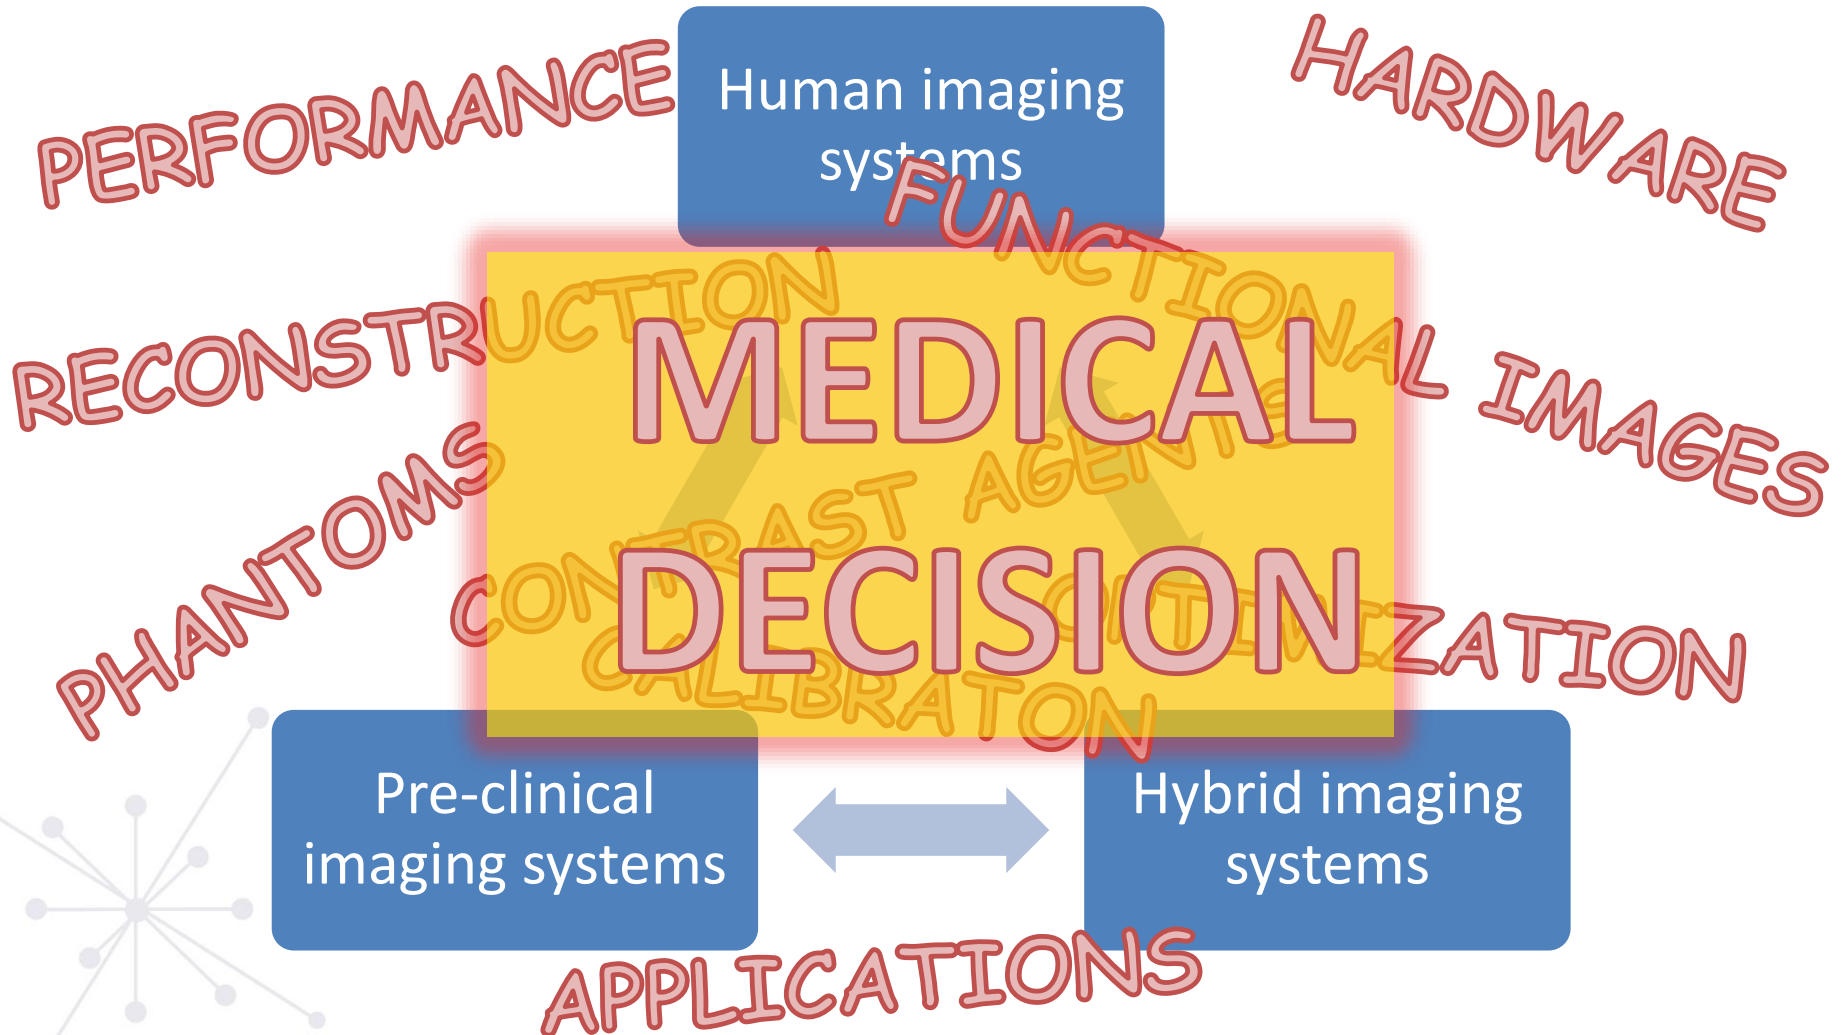 PERFORMANCE
Human imaging
systems
HARDWARE
FUNCTIONAL IMAGES
RECONSTRUCTION
MEDICAL
DECISION
PHANTOMS
CONTRAST AGENTS
OPTIMIZATION
CALIBRATON
Pre-clinical
imaging systems
Hybrid imaging
systems
APPLICATIONS